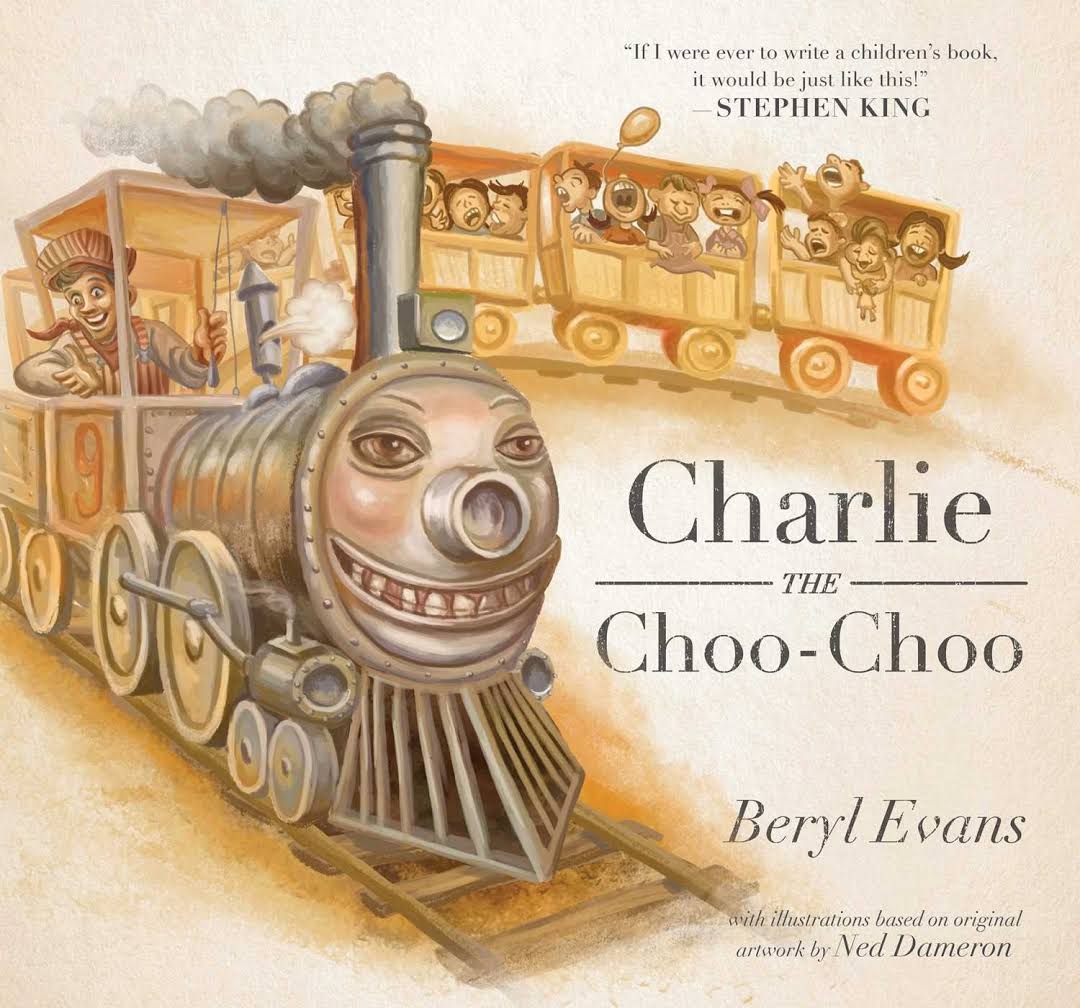 “If I were ever to write a children’s book,
it would be just like this!”
—STEPHEN KING
9
Charlie
THE
Choo-Choo
Beryl Evans
with illustrations based on original
artwork by Ned Dameron